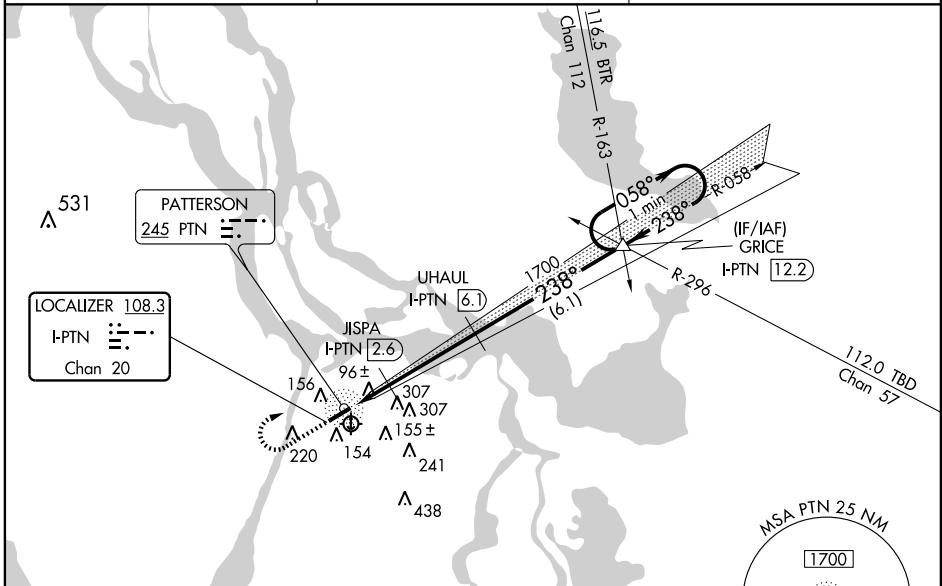 116.5 BTR
Chan 112
R-163
531
PATTERSON
245 PTN
058°
1 min
238°
R-058
(IF/IAF)
GRICE
I-PTN 12.2
UHAUL
I-PTN 6.1
1700
238°
(6.1)
R-296
LOCALIZER 108.3
I-PTN
Chan 20
JISPA
I-PTN 2.6
112.0 TBD
Chan 57
96±
156
307
307
155±
220
154
241
438
MSA PTN 25 NM
1700